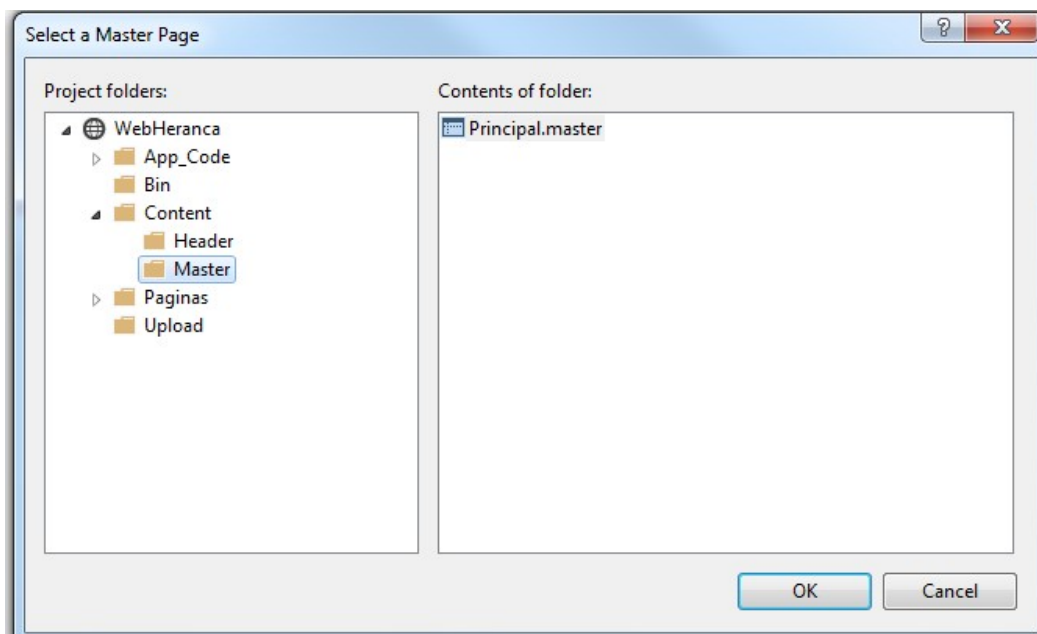 Select a Master Page
Project folders:
WebHeranca
App_Code
Bin
Content
Header
Master
Paginas
Upload
Contents of folder:
Principal.master
OK
Cancel